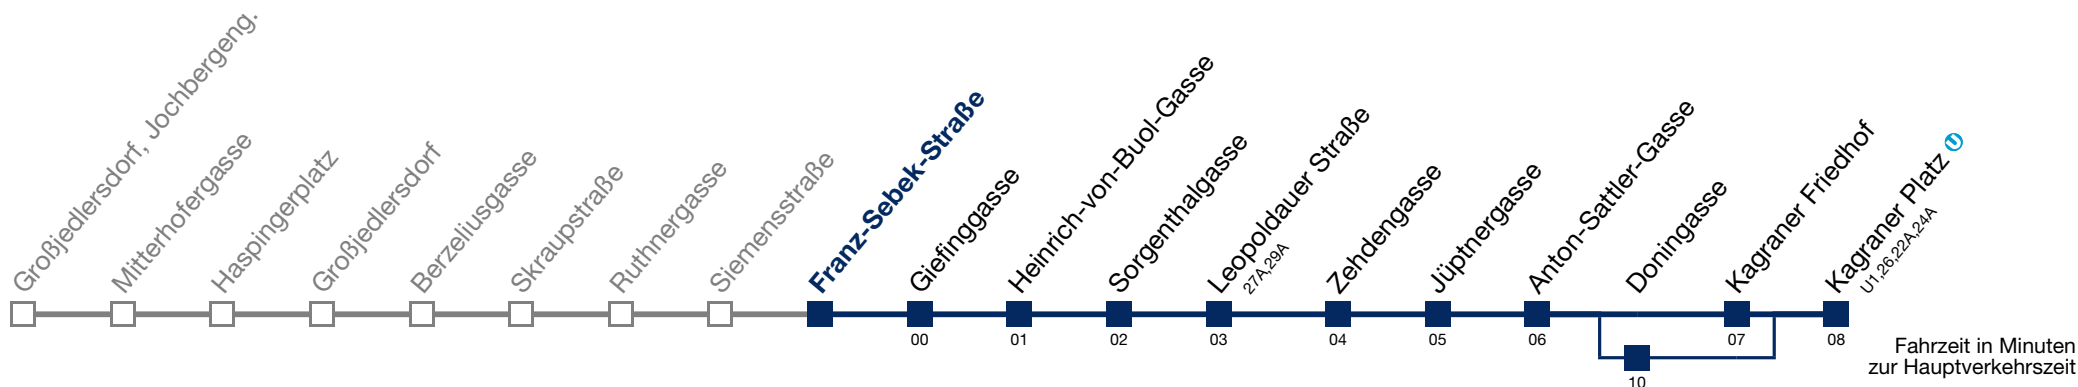 Großjedlersdorf, Jochbergeng.
Mitterhofergasse
Haspingerplatz
Großjedlersdorf
Berzeliusgasse
Skraupstraße
Ruthnergasse
Siemensstraße
Franz-Sebek-Straße
Giefinggasse
Heinrich-von-Buol-Gasse
Sorgenthalgasse
Leopoldauer Straße
27A,29A
Zehdengasse
Jüptnergasse
Anton-Sattler-Gasse
Doningasse
Kagraner Friedhof
Kagraner Platz U
U1,26,22A,24A
00
01
02
03
04
05
06
07
08
10
Fahrzeit in Minuten
zur Hauptverkehrszeit